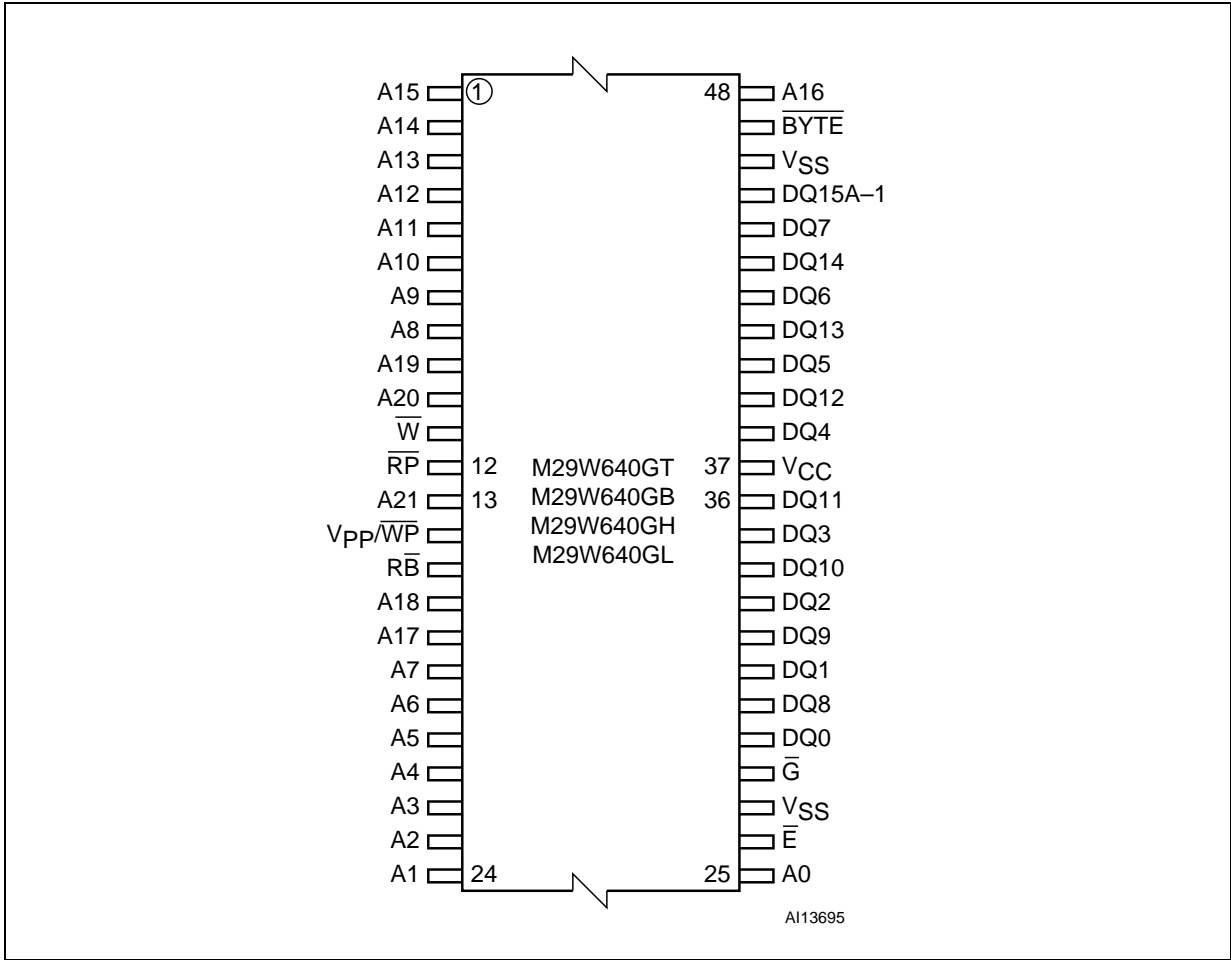 A15 ① 48 A16
A14 B̅Y̅T̅E̅
A13 VSS
A12 DQ15A–1
A11 DQ7
A10 DQ14
A9 DQ6
A8 DQ13
A19 DQ5
A20 DQ12
W̅ DQ4
R̅P̅ 12 M29W640GT 37 VCC
A21 13 M29W640GB 36 DQ11
VPP/W̅P̅ M29W640GH DQ3
RB̅ M29W640GL DQ10
A18 DQ2
A17 DQ9
A7 DQ1
A6 DQ8
A5 DQ0
A4 G̅
A3 VSS
A2 E̅
A1 24 25 A0
AI13695